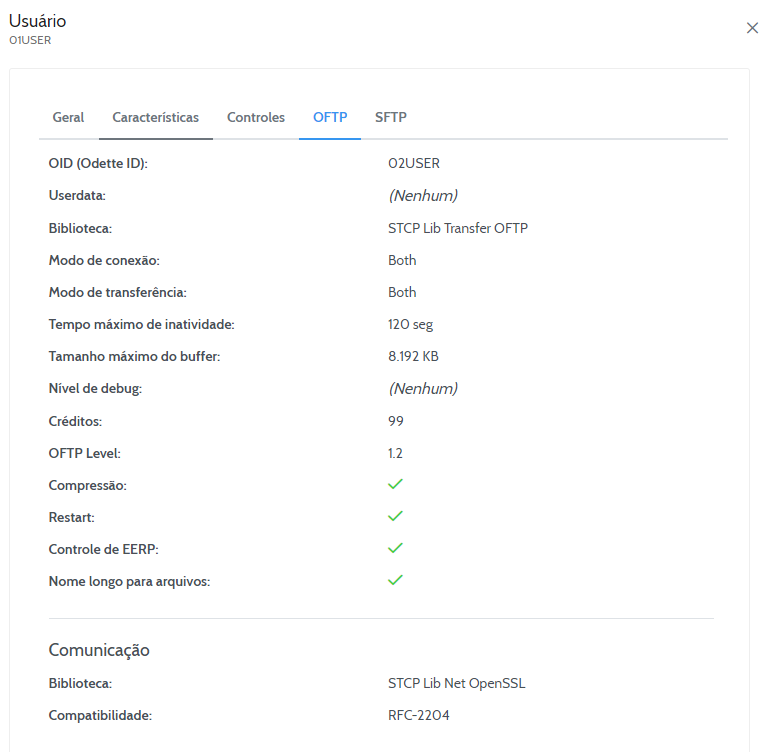 Usuário
01USER
Geral Características Controles OFTP SFTP
OID (Odette ID): 02USER
Userdata: (Nenhum)
Biblioteca: STCP Lib Transfer OFTP
Modo de conexão: Both
Modo de transferência: Both
Tempo máximo de inatividade: 120 seg
Tamanho máximo do buffer: 8.192 KB
Nível de debug: (Nenhum)
Créditos: 99
OFTP Level: 1.2
Compressão:
Restart:
Controle de EERP:
Nome longo para arquivos:
Comunicação
Biblioteca: STCP Lib Net OpenSSL
Compatibilidade: RFC-2204